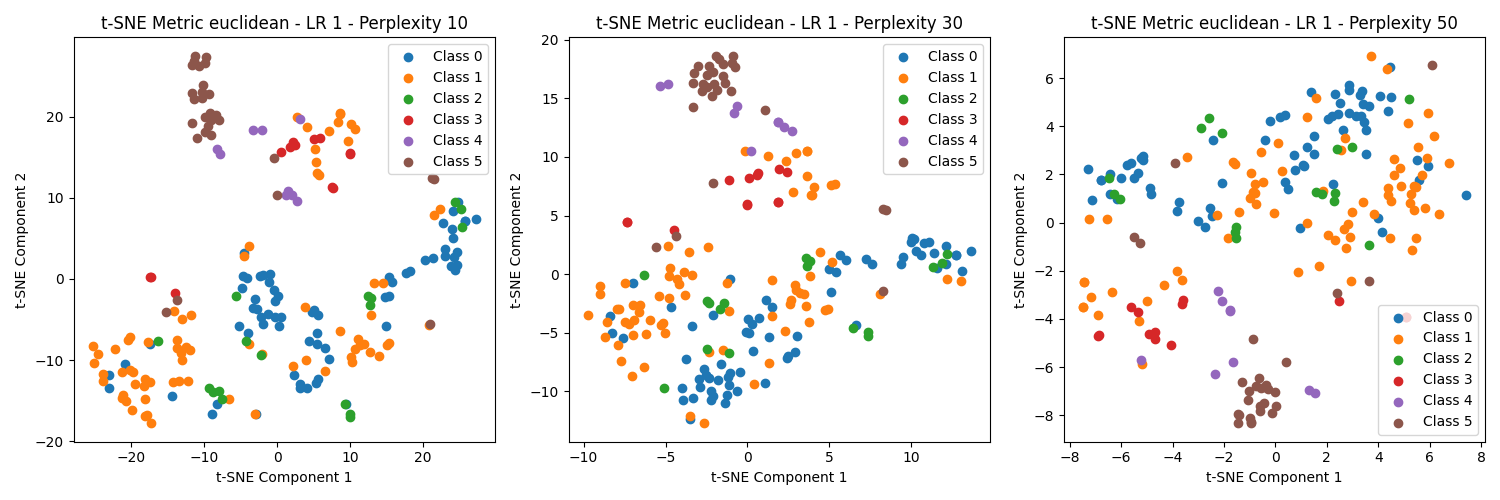 t-SNE Metric euclidean - LR 1 - Perplexity 10
Class 0
Class 1
Class 2
Class 3
Class 4
Class 5
20
10
0
−10
−20
t-SNE Component 2
−20
−10
0
10
20
t-SNE Component 1
t-SNE Metric euclidean - LR 1 - Perplexity 30
Class 0
Class 1
Class 2
Class 3
Class 4
Class 5
20
15
10
5
0
−5
−10
t-SNE Component 2
−10
−5
0
5
10
t-SNE Component 1
t-SNE Metric euclidean - LR 1 - Perplexity 50
6
4
2
0
−2
−4
−6
−8
t-SNE Component 2
Class 0
Class 1
Class 2
Class 3
Class 4
Class 5
−8
−6
−4
−2
0
2
4
6
8
t-SNE Component 1